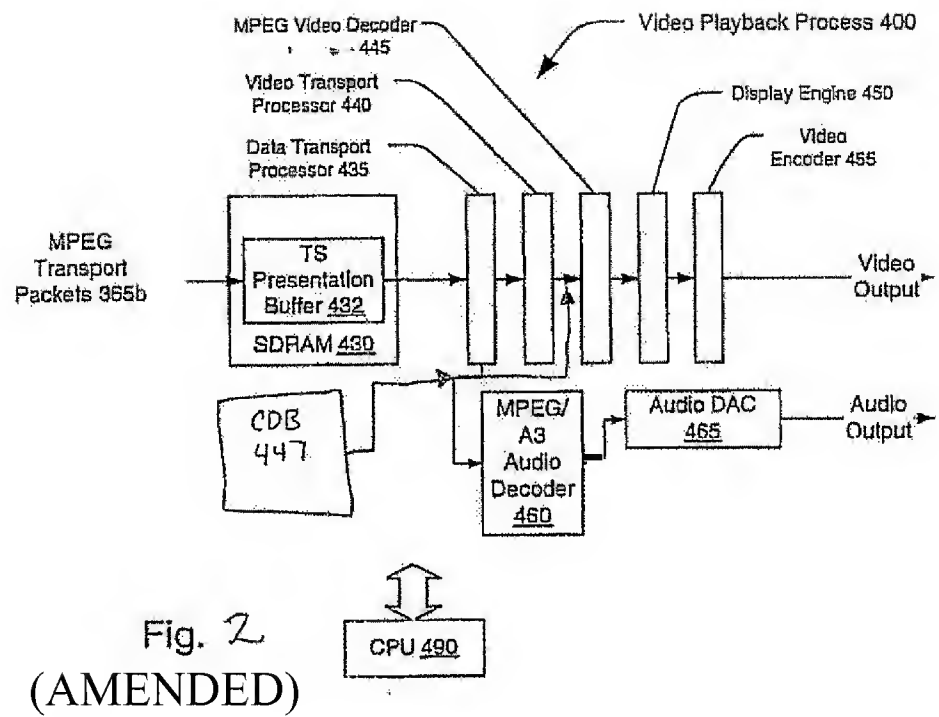 MPEG Video Decoder
445
Video Playback Process 400
Video Transport
Processor 440
Display Engine 450
Data Transport
Processor 435
Video
Encoder 455
MPEG
Transport
Packets 365b
TS
Presentation
Buffer 432
SDRAM 430
Video
Output
CDB
447
MPEG/
A3
Audio
Decoder
460
Audio DAC
465
Audio
Output
Fig. 2
(AMENDED)
CPU 490